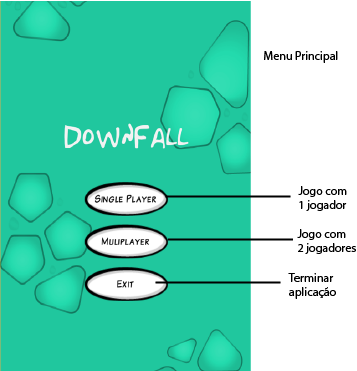 Menu Principal
DOWNFALL
SINGLE PLAYER
Jogo com
1 jogador
MULIPLAYER
Jogo com
2 jogadores
EXIT
Terminar
aplicação